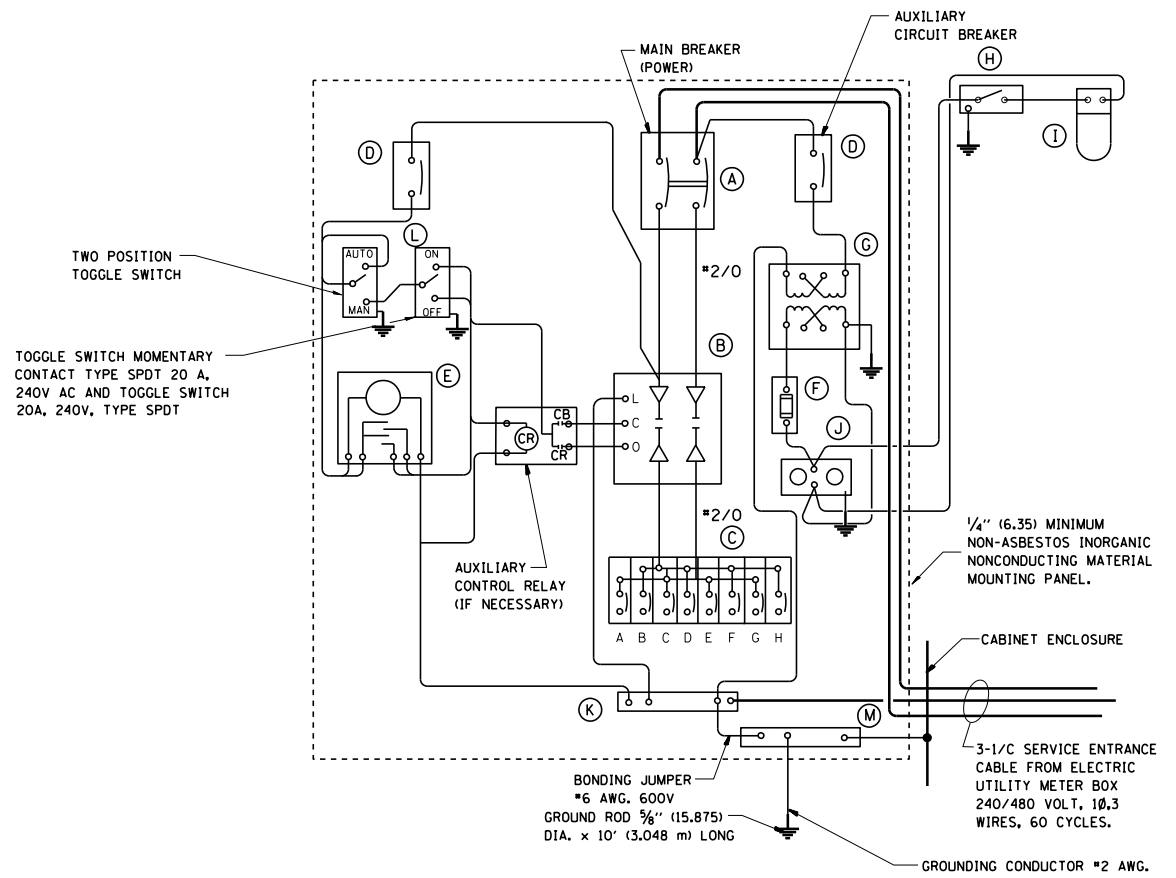 AUXILIARY
CIRCUIT BREAKER
MAIN BREAKER
(POWER)
H
I
D
A
D
L
G
TWO POSITION
TOGGLE SWITCH
AUTO
MAN
ON
OFF
#2/0
B
TOGGLE SWITCH MOMENTARY
CONTACT TYPE SPDT 20 A,
240V AC AND TOGGLE SWITCH
20A, 240V, TYPE SPDT
E
F
L
C
O
CB
CR
CR
J
#2/0
C
AUXILIARY
CONTROL RELAY
(IF NECESSARY)
1/4" (6.35) MINIMUM
NON-ASBESTOS INORGANIC
NONCONDUCTING MATERIAL
MOUNTING PANEL.
A B C D E F G H
CABINET ENCLOSURE
K
M
3-1/C SERVICE ENTRANCE
CABLE FROM ELECTRIC
UTILITY METER BOX
240/480 VOLT, 1Ø,3
WIRES, 60 CYCLES.
BONDING JUMPER
#6 AWG. 600V
GROUND ROD 5/8" (15.875)
DIA. x 10' (3.048 m) LONG
GROUNDING CONDUCTOR #2 AWG.